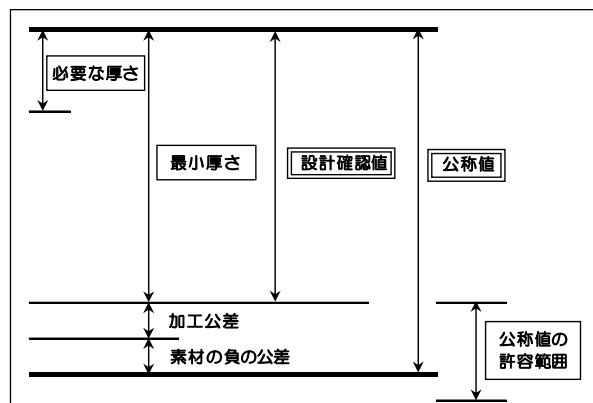 必要な厚さ
最小厚さ
設計確認値
公称値
加工公差
素材の負の公差
公称値の
許容範囲